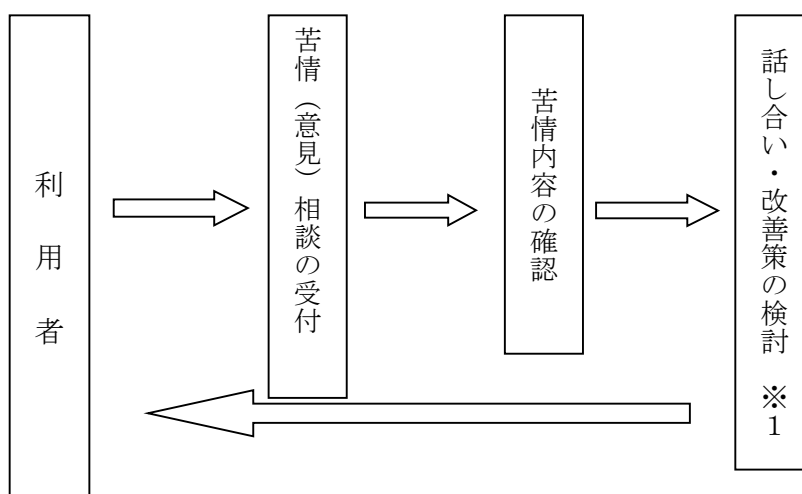 利用者
苦情（意見）相談の受付
苦情内容の確認
話し合い・改善策の検討　※１